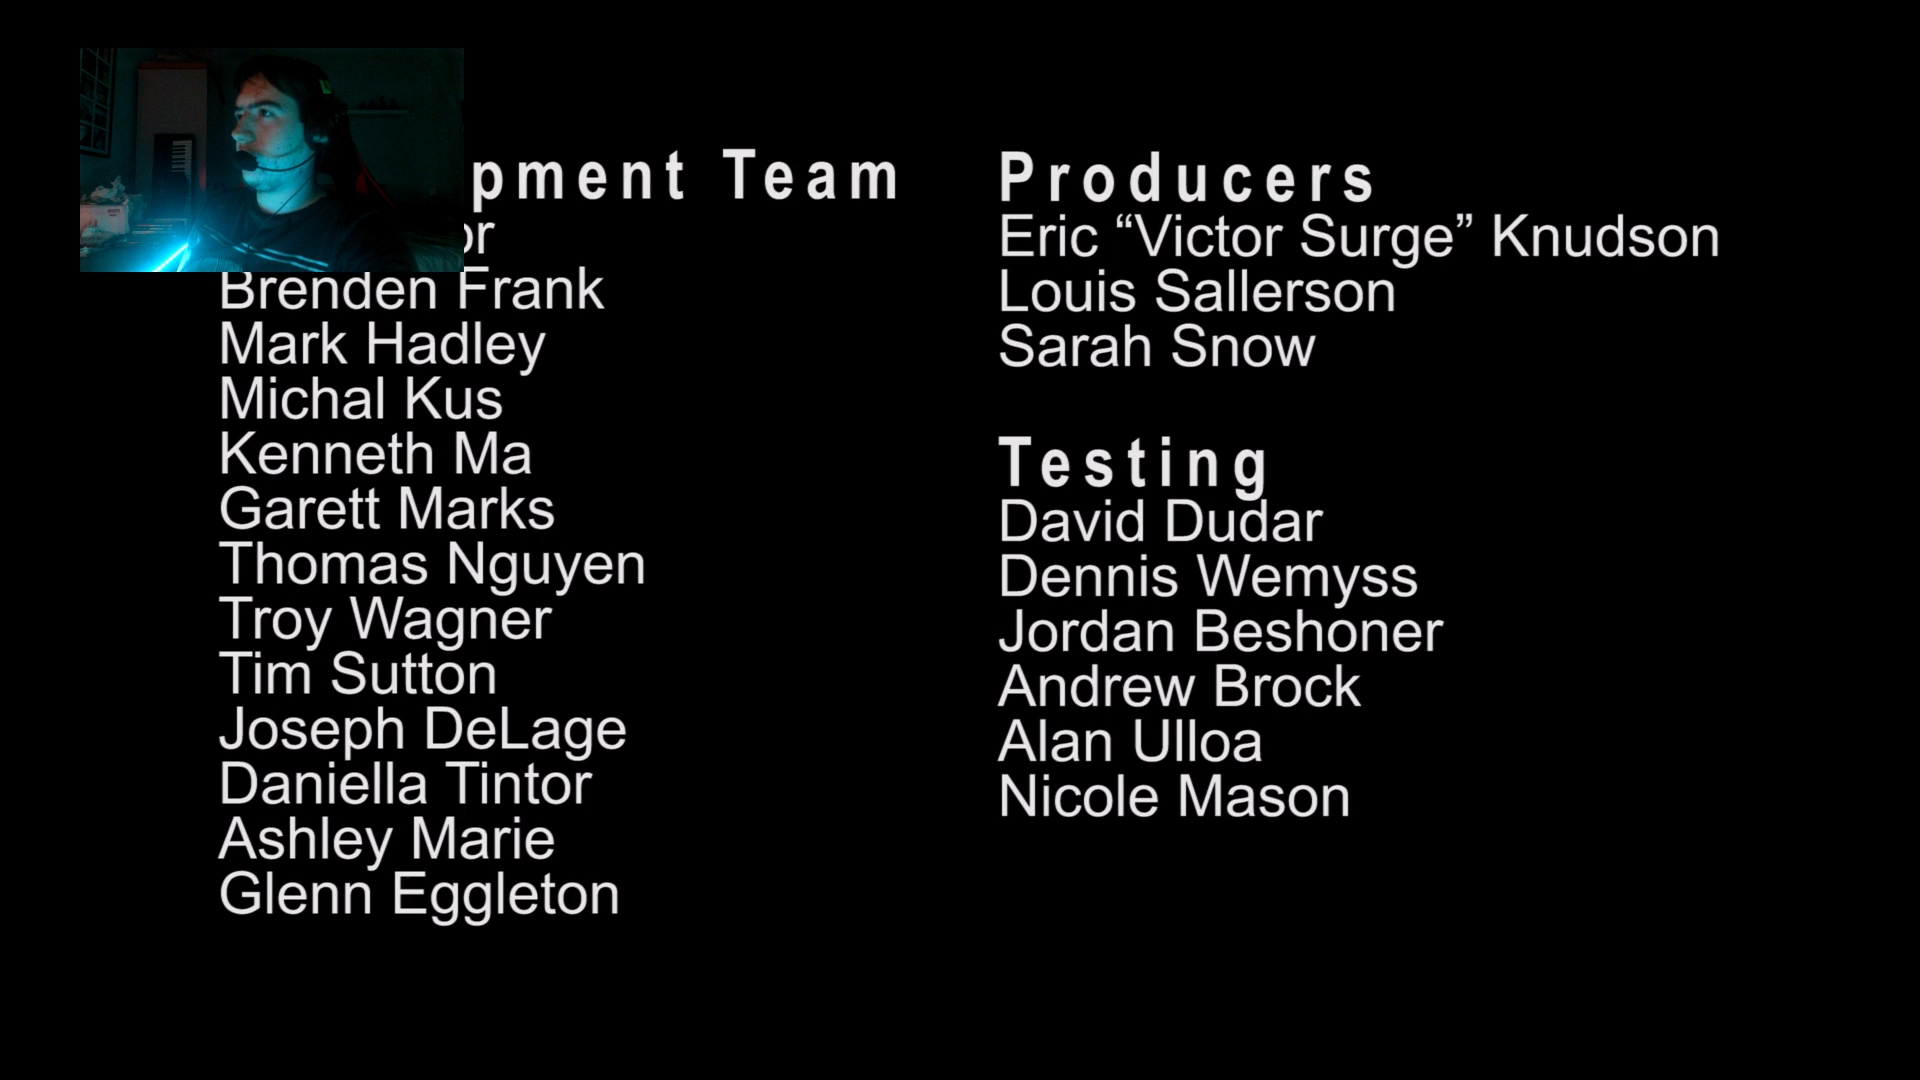 pment Team
or
Brenden Frank
Mark Hadley
Michal Kus
Kenneth Ma
Garett Marks
Thomas Nguyen
Troy Wagner
Tim Sutton
Joseph DeLage
Daniella Tintor
Ashley Marie
Glenn Eggleton
Producers
Eric “Victor Surge” Knudson
Louis Sallerson
Sarah Snow
Testing
David Dudar
Dennis Wemyss
Jordan Beshoner
Andrew Brock
Alan Ulloa
Nicole Mason